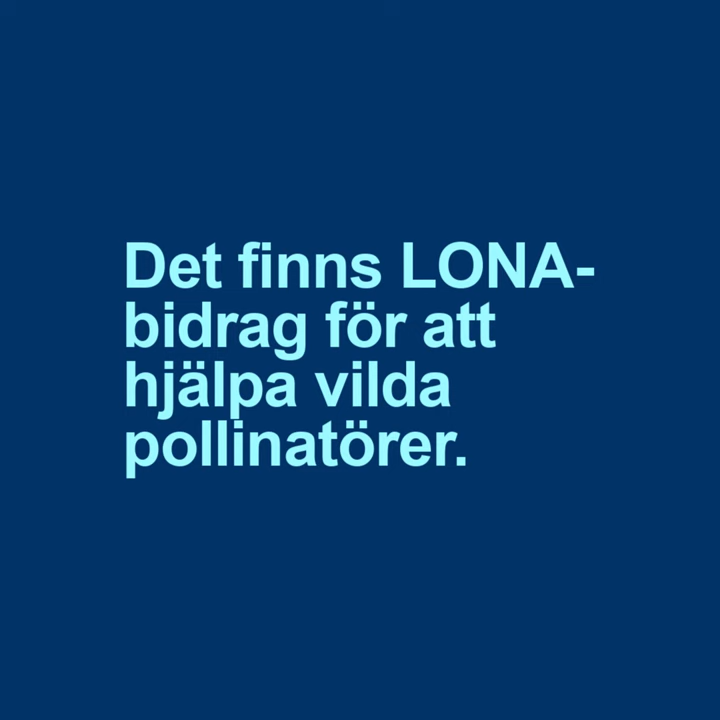 Det finns LONA-
bidrag för att
hjälpa vilda
pollinatörer.